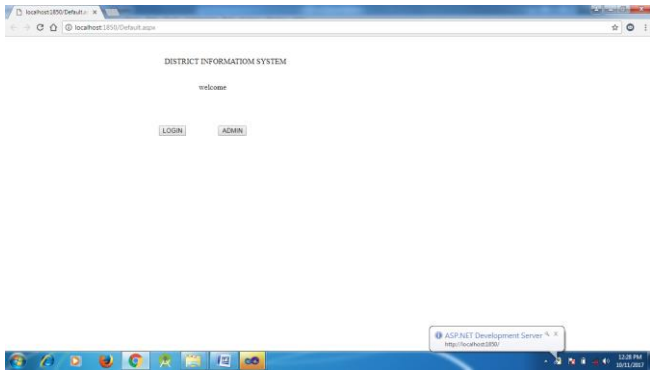 localhost:1850/Default.a
localhost:1850/Default.aspx
DISTRICT INFORMATIOM SYSTEM
welcome
LOGIN ADMIN
ASP.NET Development Server
http://localhost:1850/
12:28 PM
10/11/2017